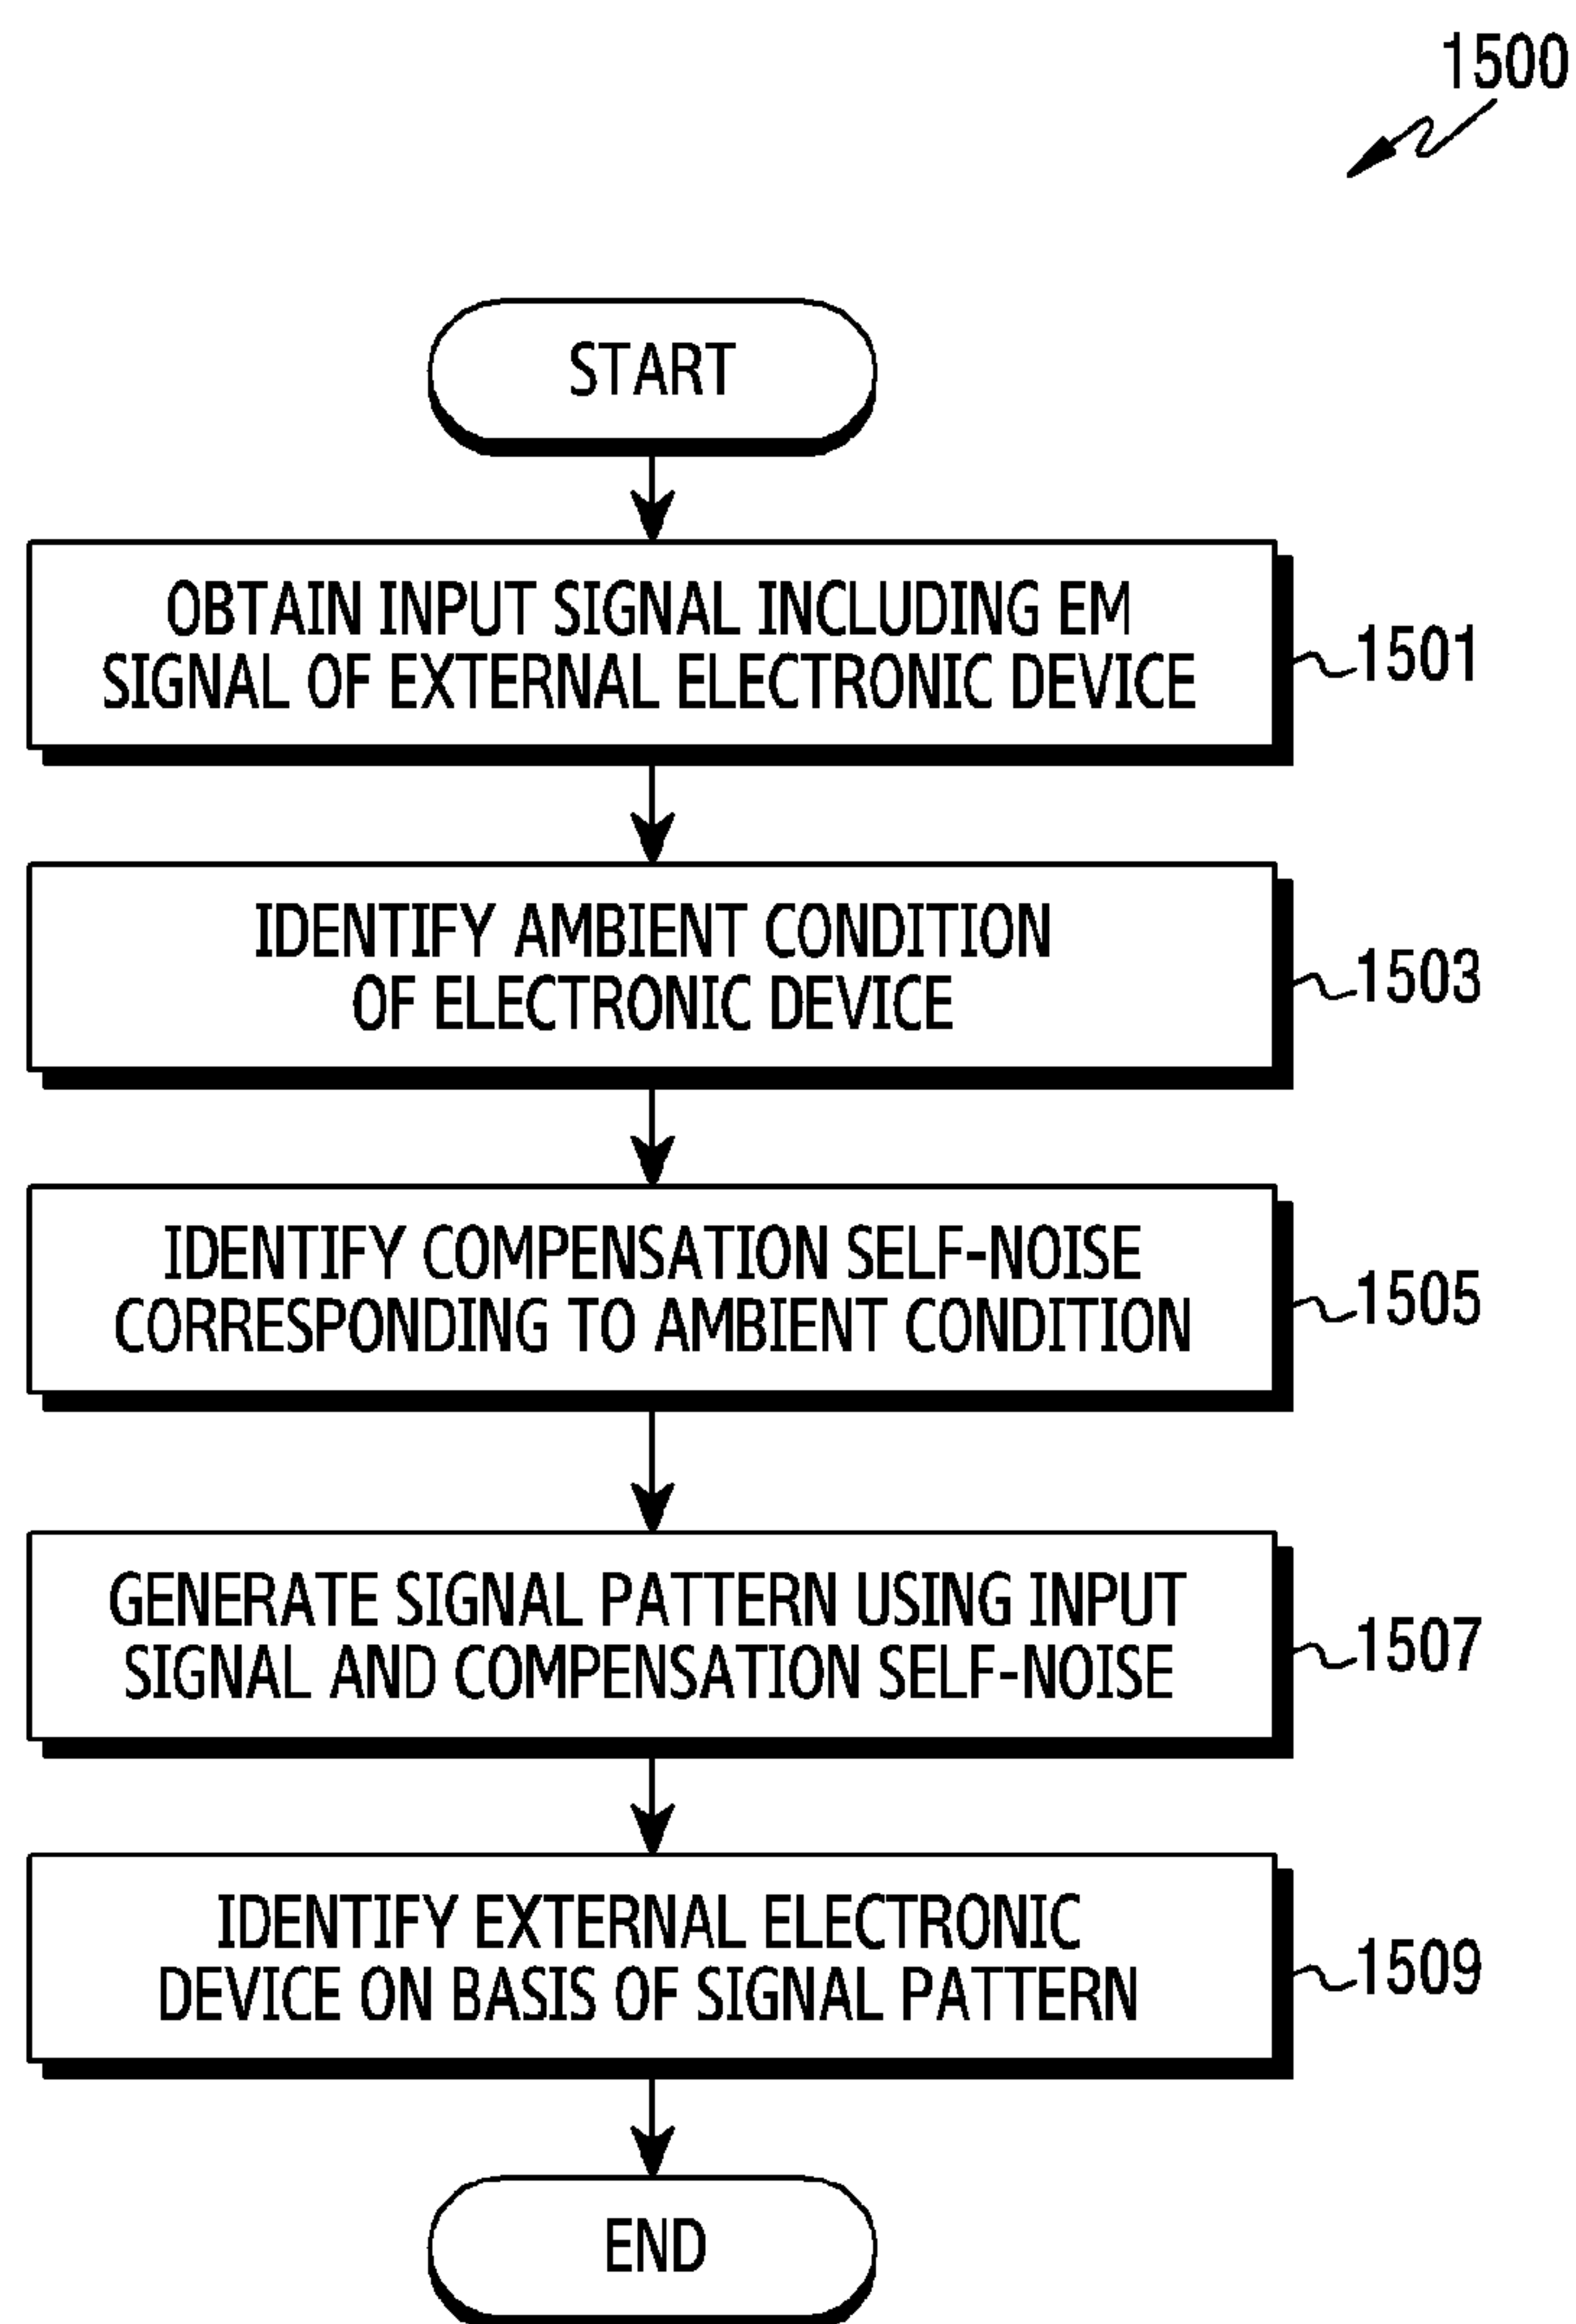 1500
START
OBTAIN INPUT SIGNAL INCLUDING EM
SIGNAL OF EXTERNAL ELECTRONIC DEVICE
1501
IDENTIFY AMBIENT CONDITION
OF ELECTRONIC DEVICE
1503
IDENTIFY COMPENSATION SELF-NOISE
CORRESPONDING TO AMBIENT CONDITION
1505
GENERATE SIGNAL PATTERN USING INPUT
SIGNAL AND COMPENSATION SELF-NOISE
1507
IDENTIFY EXTERNAL ELECTRONIC
DEVICE ON BASIS OF SIGNAL PATTERN
1509
END